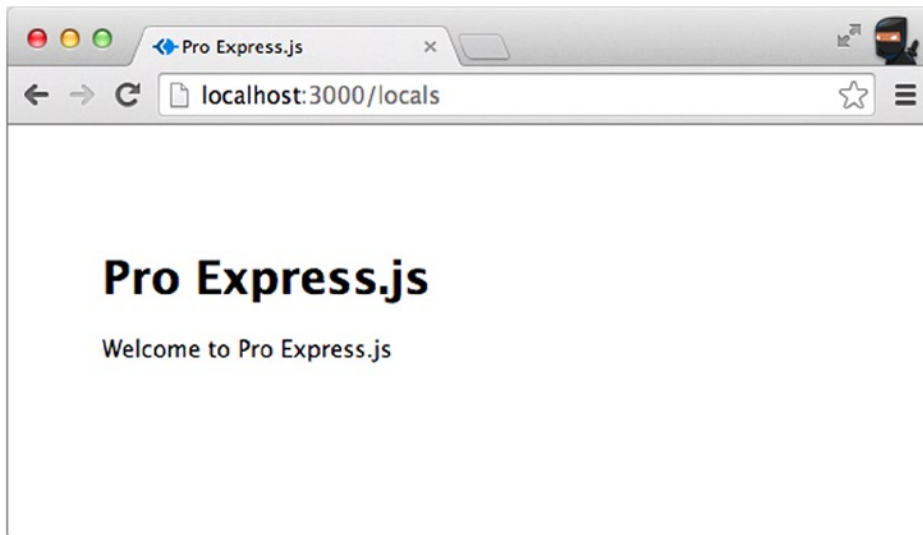 Pro Express.js
localhost:3000/locals
Pro Express.js
Welcome to Pro Express.js